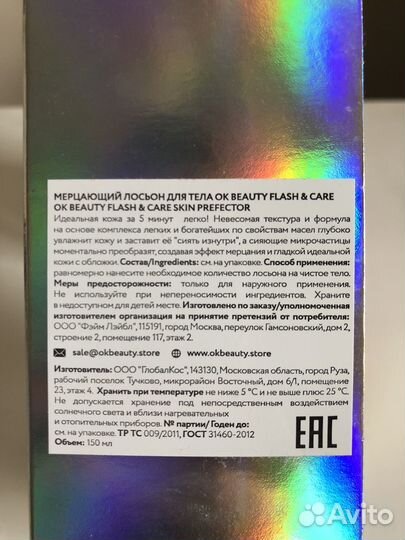 МЕРЦАЮЩИЙ ЛОСЬОН ДЛЯ ТЕЛА OK BEAUTY FLASH & CARE
OK BEAUTY FLASH & CARE SKIN PREFECTOR
Идеальная кожа за 5 минут легко! Невесомая текстура и формула
на основе комплекса легких и богатейших по свойствам масел глубоко
увлажнит кожу и заставит её "сиять изнутри", а сияющие микрочастицы
моментально преобразят, создавая эффект мерцания и гладкой идеальной
кожи с обложки. Состав/Ingredients: см. на упаковке. Способ применения:
равномерно нанесите необходимое количество лосьона на чистое тело.
Меры предосторожности: только для наружного применения.
Не используйте при непереносимости ингредиентов. Храните
в недоступном для детей месте. Изготовлено по заказу/уполномоченная
изготовителем организация на принятие претензий от потребителя:
ООО "Фэйм Лэйбл", 115191, город Москва, переулок Гамсоновский, дом 2,
строение 2, помещение 117, этаж 2.
sale@okbeauty.store www.okbeauty.store
Изготовитель: ООО "ГлобалКос", 143130, Московская область, город Руза,
рабочий поселок Тучково, микрорайон Восточный, дом 6/1, помещение
23, этаж 4. Хранить при температуре не ниже 5 °С и не выше плюс 25 °С.
Не допускается хранение под непосредственным воздействием
солнечного света и вблизи нагревательных
и отопительных приборов. № партии/ Годен до:
см. на упаковке. ТР ТС 009/2011, ГОСТ 31460-2012
Объем: 150 мл
EAC
Avito